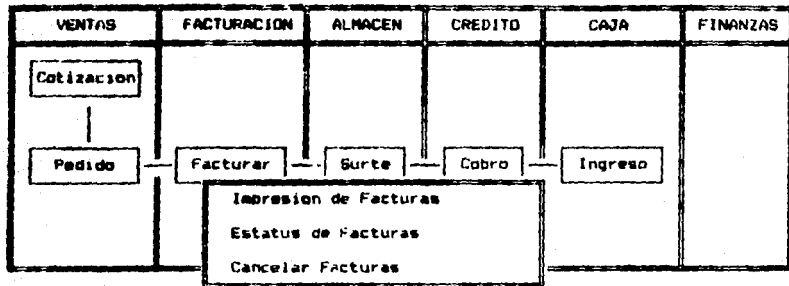 VENTAS FACTURACION ALMACEN CREDITO CAJA FINANZAS
Cotizacion
Pedido Facturar Surte Cobro Ingreso
Impresion de Facturas
Estatus de Facturas
Cancelar Facturas